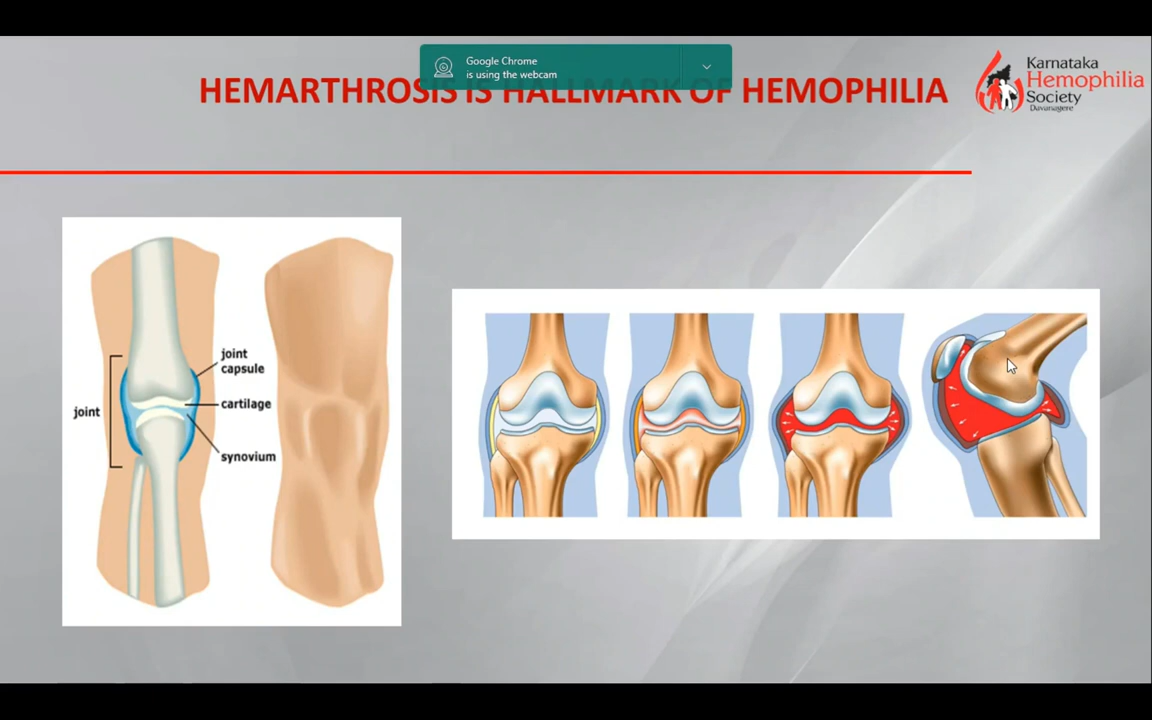 Google Chrome
is using the webcam
HEMARTHROSIS IS HALLMARK OF HEMOPHILIA
Karnataka
Hemophilia
Society
Davanagere
joint
capsule
joint
cartilage
synovium